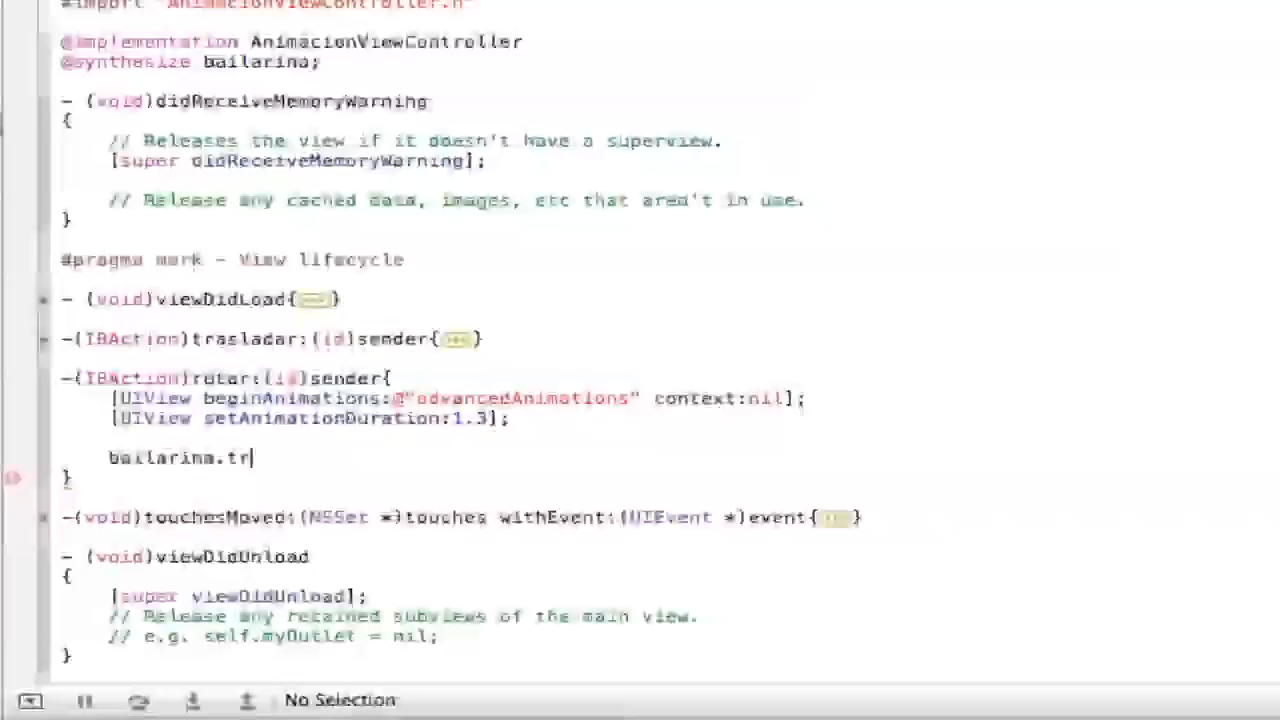 #import "AnimacionViewController.h"
@implementation AnimacionViewController
@synthesize bailarina;
- (void)didReceiveMemoryWarning
{
// Releases the view if it doesn't have a superview.
[super didReceiveMemoryWarning];
// Release any cached data, images, etc that aren't in use.
}
#pragma mark - View lifecycle
- (void)viewDidLoad{...}
-(IBAction)trasladar:(id)sender{...}
-(IBAction)rotar:(id)sender{
[UIView beginAnimations:@"advancedAnimations" context:nil];
[UIView setAnimationDuration:1.3];
bailarina.tr
}
-(void)touchesMoved:(NSSet *)touches withEvent:(UIEvent *)event{...}
- (void)viewDidUnload
{
[super viewDidUnload];
// Release any retained subviews of the main view.
// e.g. self.myOutlet = nil;
}
No Selection